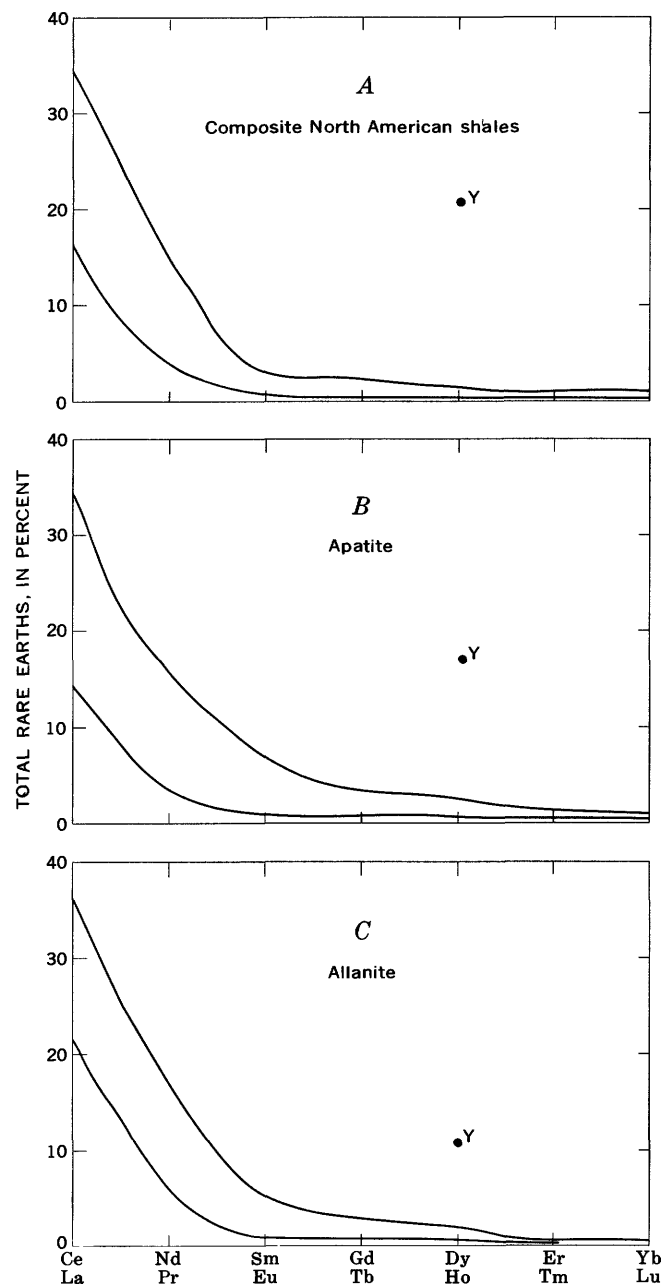 40
30
20
10
0
A
Composite North American shales
Y
TOTAL RARE EARTHS, IN PERCENT
40
30
20
10
0
B
Apatite
Y
40
30
20
10
0
C
Allanite
Y
Ce Nd Sm Gd Dy Er Yb
La Pr Eu Tb Ho Tm Lu